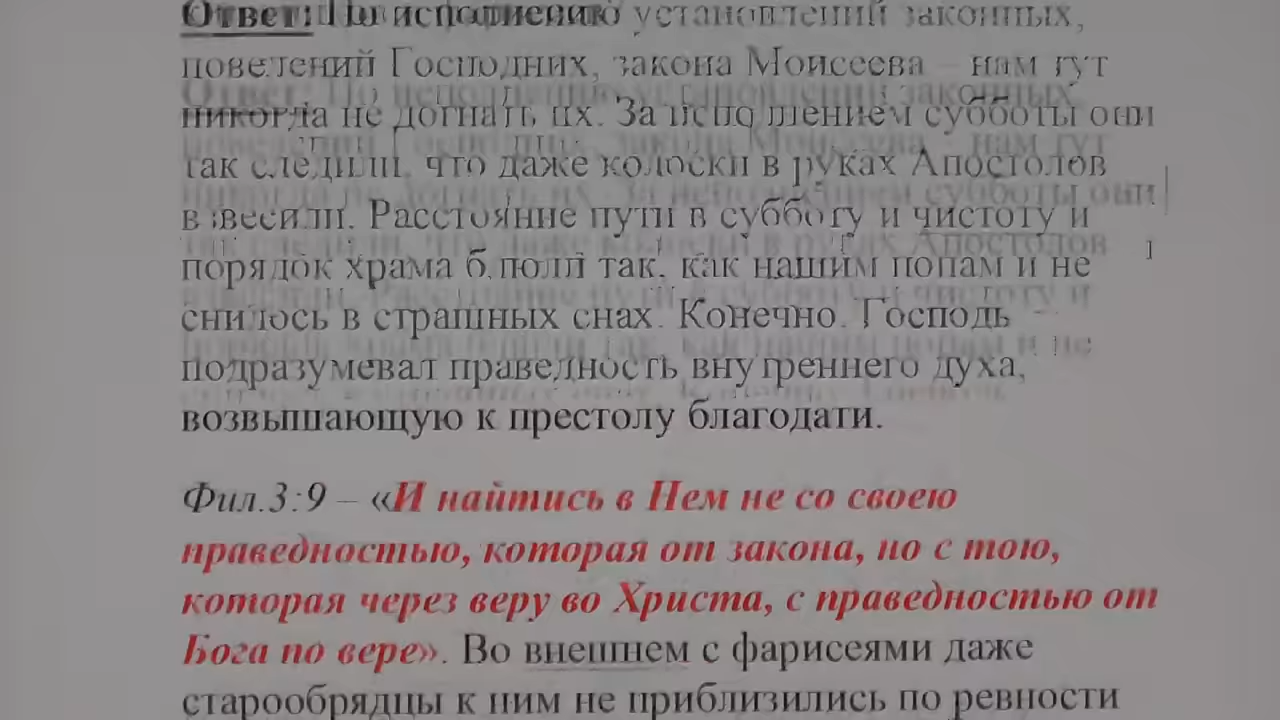 Ответ: По исполнению установлений законных,
повелений Господних, закона Моисеева – нам тут
никогда не догнать их. За исполнением субботы они
так следили, что даже колоски в руках Апостолов
взвесили. Расстояние пути в субботу и чистоту и
порядок храма блюли так, как нашим попам и не
снилось в страшных снах. Конечно, Господь
подразумевал праведность внутреннего духа,
возвышающую к престолу благодати.
Фил.3:9 – «И найтись в Нем не со своею
праведностью, которая от закона, но с тою,
которая через веру во Христа, с праведностью от
Бога по вере». Во внешнем с фарисеями даже
старообрядцы к ним не приблизились по ревности